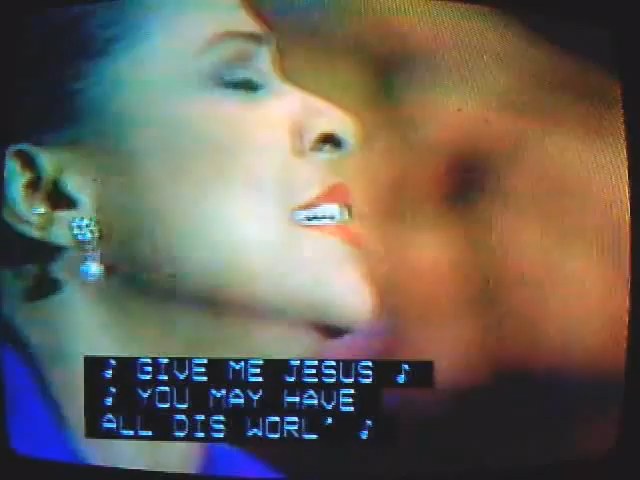 ♪ GIVE ME JESUS ♪
♪ YOU MAY HAVE
ALL DIS WORL' ♪